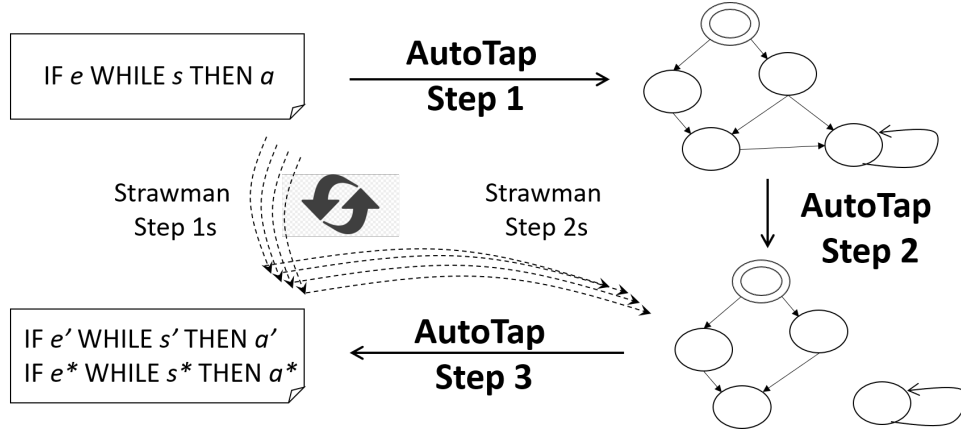 IF e WHILE s THEN a
AutoTap
Step 1
Strawman
Step 1s
Strawman
Step 2s
AutoTap
Step 2
IF e’ WHILE s’ THEN a’
IF e* WHILE s* THEN a*
AutoTap
Step 3